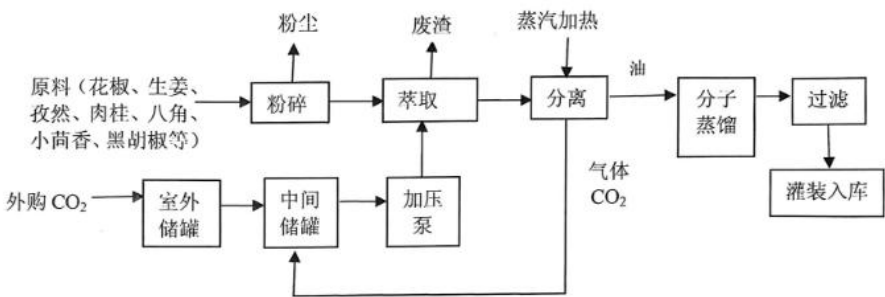 粉尘
废渣
蒸汽加热
原料（花椒、生姜、
孜然、肉桂、八角、
小茴香、黑胡椒等）
粉碎
萃取
分离
油
分子
蒸馏
过滤
气体
CO₂
灌装入库
外购 CO₂
室外
储罐
中间
储罐
加压
泵